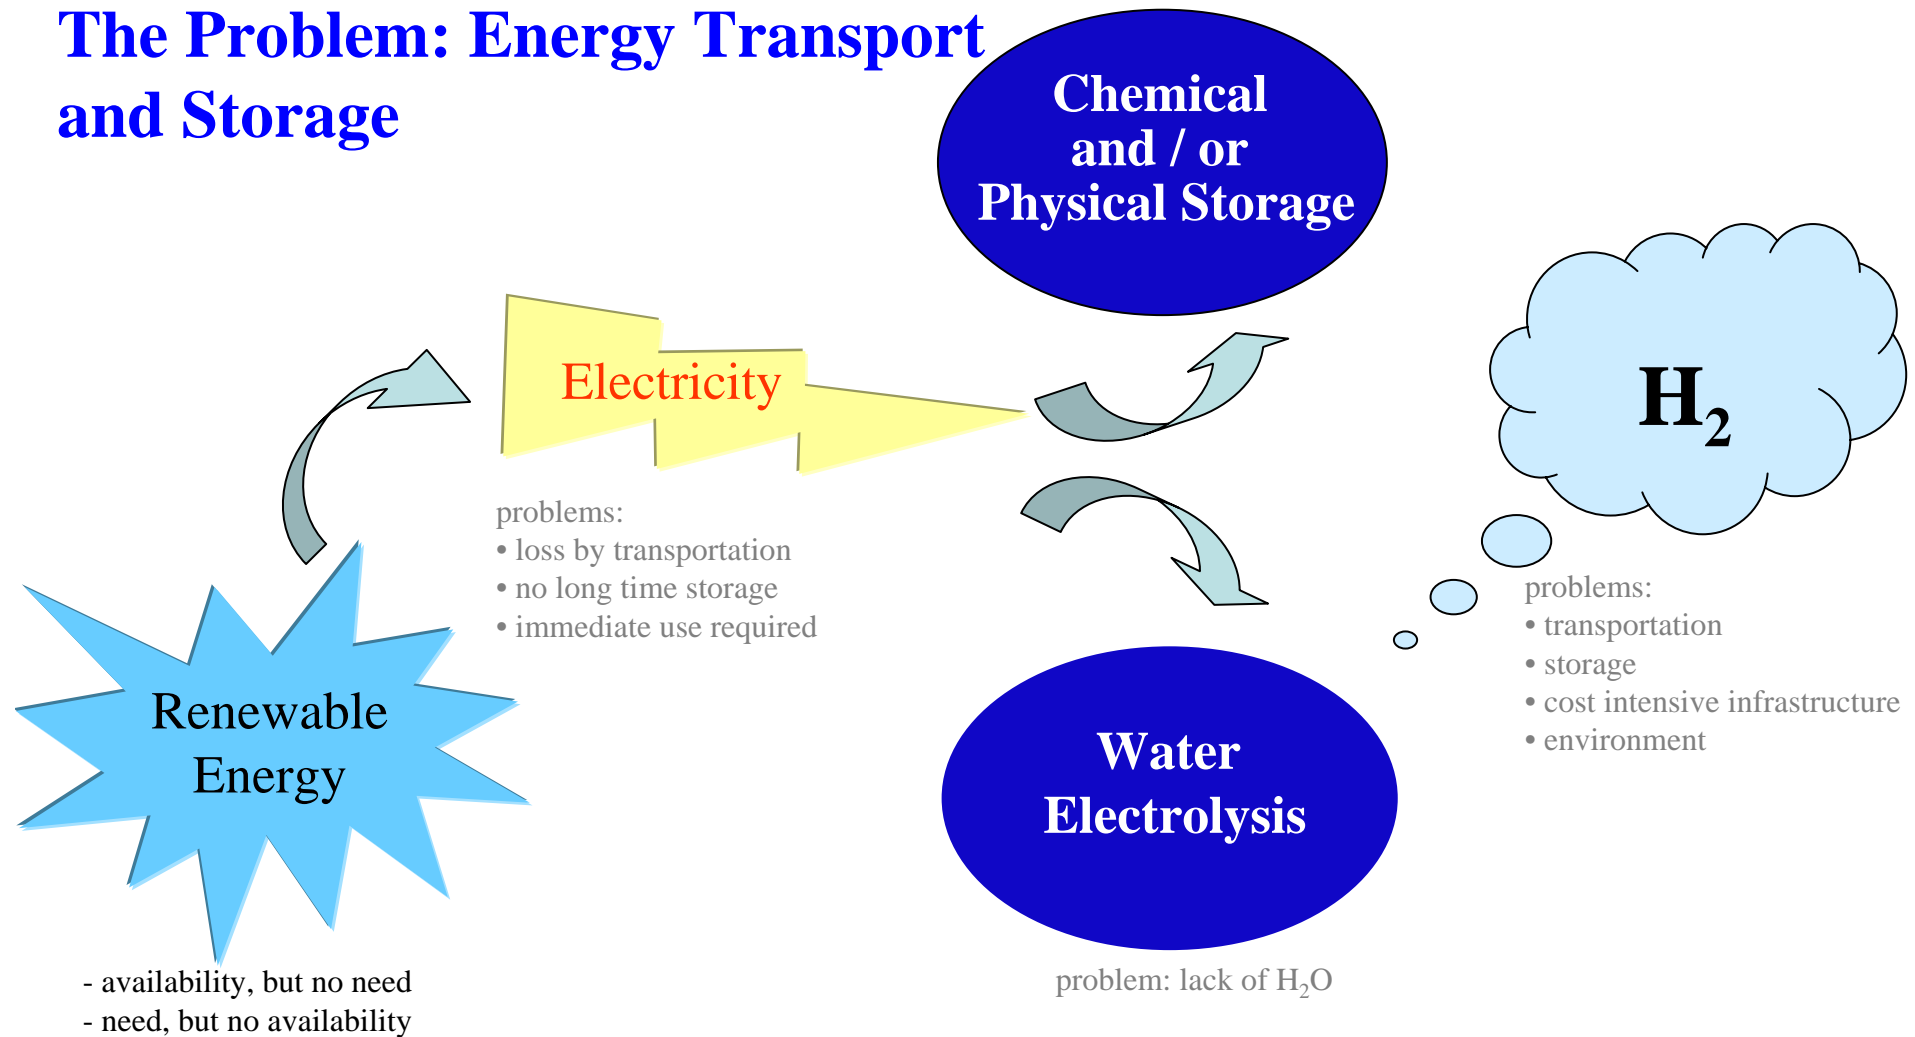 The Problem: Energy Transport
and Storage
Chemical
and / or
Physical Storage
Electricity
H₂
problems:
• loss by transportation
• no long time storage
• immediate use required
problems:
• transportation
• storage
• cost intensive infrastructure
• environment
Renewable
Energy
Water
Electrolysis
- availability, but no need
- need, but no availability
problem: lack of H₂O